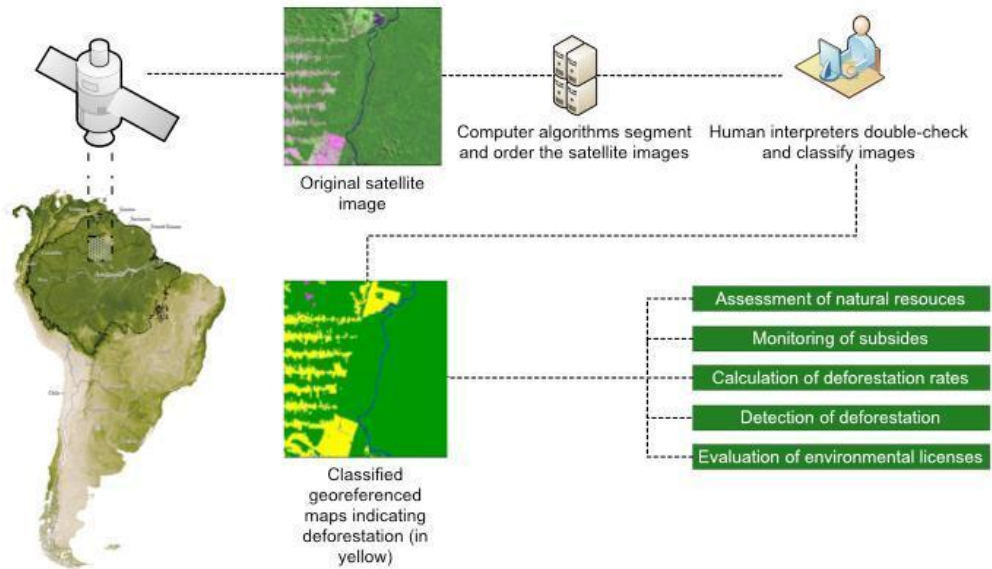 Original satellite
image
Computer algorithms segment
and order the satellite images
Human interpreters double-check
and classify images
Classified
georeferenced
maps indicating
deforestation (in
yellow)
Assessment of natural resouces
Monitoring of subsides
Calculation of deforestation rates
Detection of deforestation
Evaluation of environmental licenses